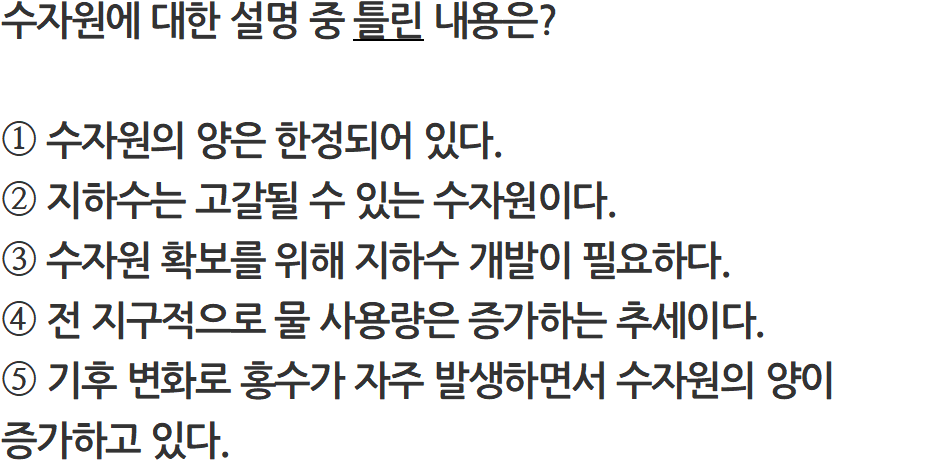 수자원에 대한 설명 중 틀린 내용은?
① 수자원의 양은 한정되어 있다.
② 지하수는 고갈될 수 있는 수자원이다.
③ 수자원 확보를 위해 지하수 개발이 필요하다.
④ 전 지구적으로 물 사용량은 증가하는 추세이다.
⑤ 기후 변화로 홍수가 자주 발생하면서 수자원의 양이
증가하고 있다.